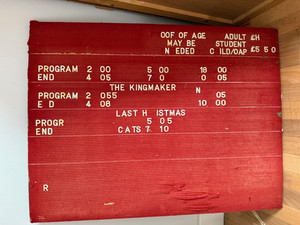 OOF OF AGE ADULT £H
MAY BE STUDENT
N EDED C ILD/OAP £5 5 0
PROGRAM 2 00 5 00 18 00
END 4 05 7 0 0 05
THE KINGMAKER N
PROGRAM 2 055 05
E D 4 08 10 00
LAST H ISTMAS
PROGR 5 05
END CATS 7 10
R